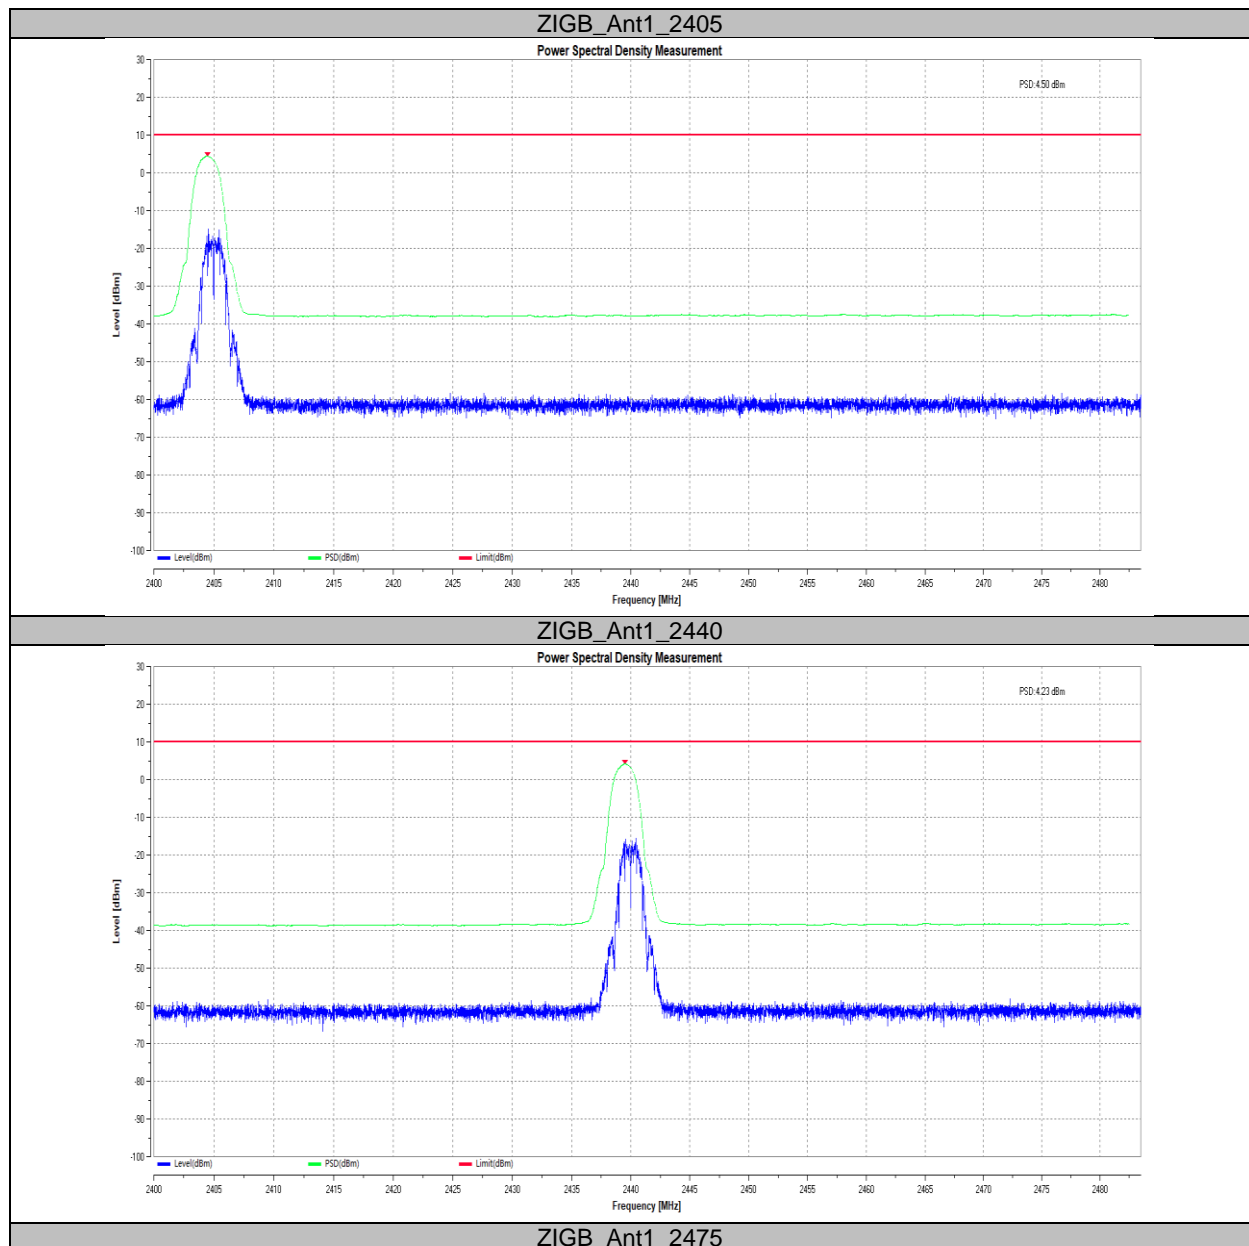 ZIGB_Ant1_2405
Power Spectral Density Measurement
PSD:4.50 dBm
30
20
10
0
-10
-20
-30
-40
-50
-60
-70
-80
-90
-100
Level [dBm]
Level(dBm) PSD(dBm) Limit(dBm)
2400 2405 2410 2415 2420 2425 2430 2435 2440 2445 2450 2455 2460 2465 2470 2475 2480
Frequency [MHz]
ZIGB_Ant1_2440
Power Spectral Density Measurement
PSD:4.23 dBm
30
20
10
0
-10
-20
-30
-40
-50
-60
-70
-80
-90
-100
Level [dBm]
Level(dBm) PSD(dBm) Limit(dBm)
2400 2405 2410 2415 2420 2425 2430 2435 2440 2445 2450 2455 2460 2465 2470 2475 2480
Frequency [MHz]
ZIGB_Ant1_2475